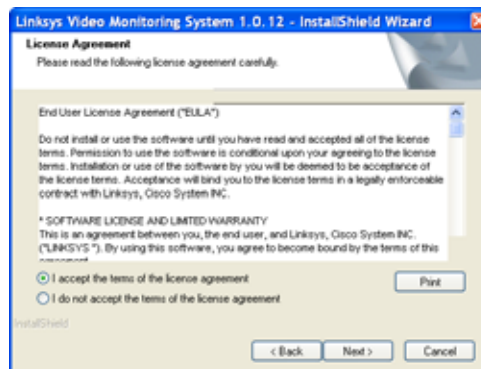 Linksys Video Monitoring System 1.0.12 - InstallShield Wizard
License Agreement
Please read the following license agreement carefully.
End User License Agreement ("EULA")
Do not install or use the software until you have read and accepted all of the license
terms. Permission to use the software is conditional upon your agreeing to the license
terms. Installation or use of the software by you will be deemed to be acceptance of
the license terms. Acceptance will bind you to the license terms in a legally enforceable
contract with Linksys, Cisco System INC.
* SOFTWARE LICENSE AND LIMITED WARRANTY
This is an agreement between you, the end user, and Linksys, Cisco System INC.
("LINKSYS "). By using this software, you agree to become bound by the terms of this
I accept the terms of the license agreement
Print
I do not accept the terms of the license agreement
InstallShield
< Back
Next >
Cancel